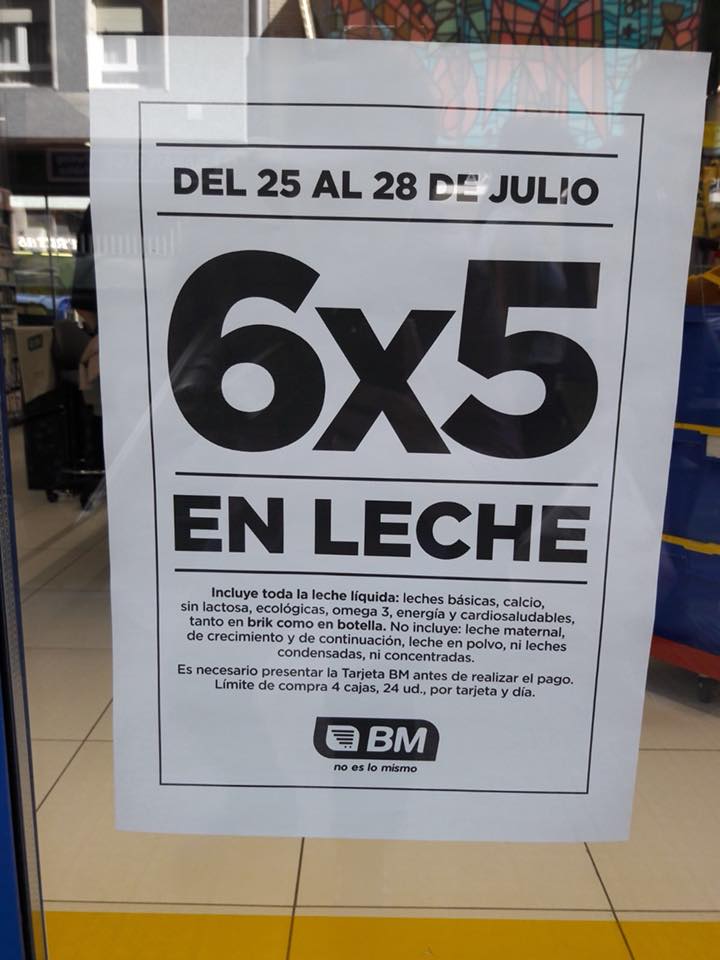 DEL 25 AL 28 DE JULIO
6x5
EN LECHE
Incluye toda la leche líquida: leches básicas, calcio,
sin lactosa, ecológicas, omega 3, energía y cardiosaludables,
tanto en brik como en botella. No incluye: leche maternal,
de crecimiento y de continuación, leche en polvo, ni leches
condensadas, ni concentradas.
Es necesario presentar la Tarjeta BM antes de realizar el pago.
Límite de compra 4 cajas, 24 ud., por tarjeta y día.
BM
no es lo mismo